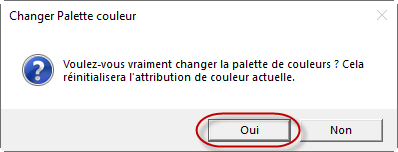 Changer Palette couleur
Voulez-vous vraiment changer la palette de couleurs ? Cela
réinitialisera l'attribution de couleur actuelle.
Oui
Non